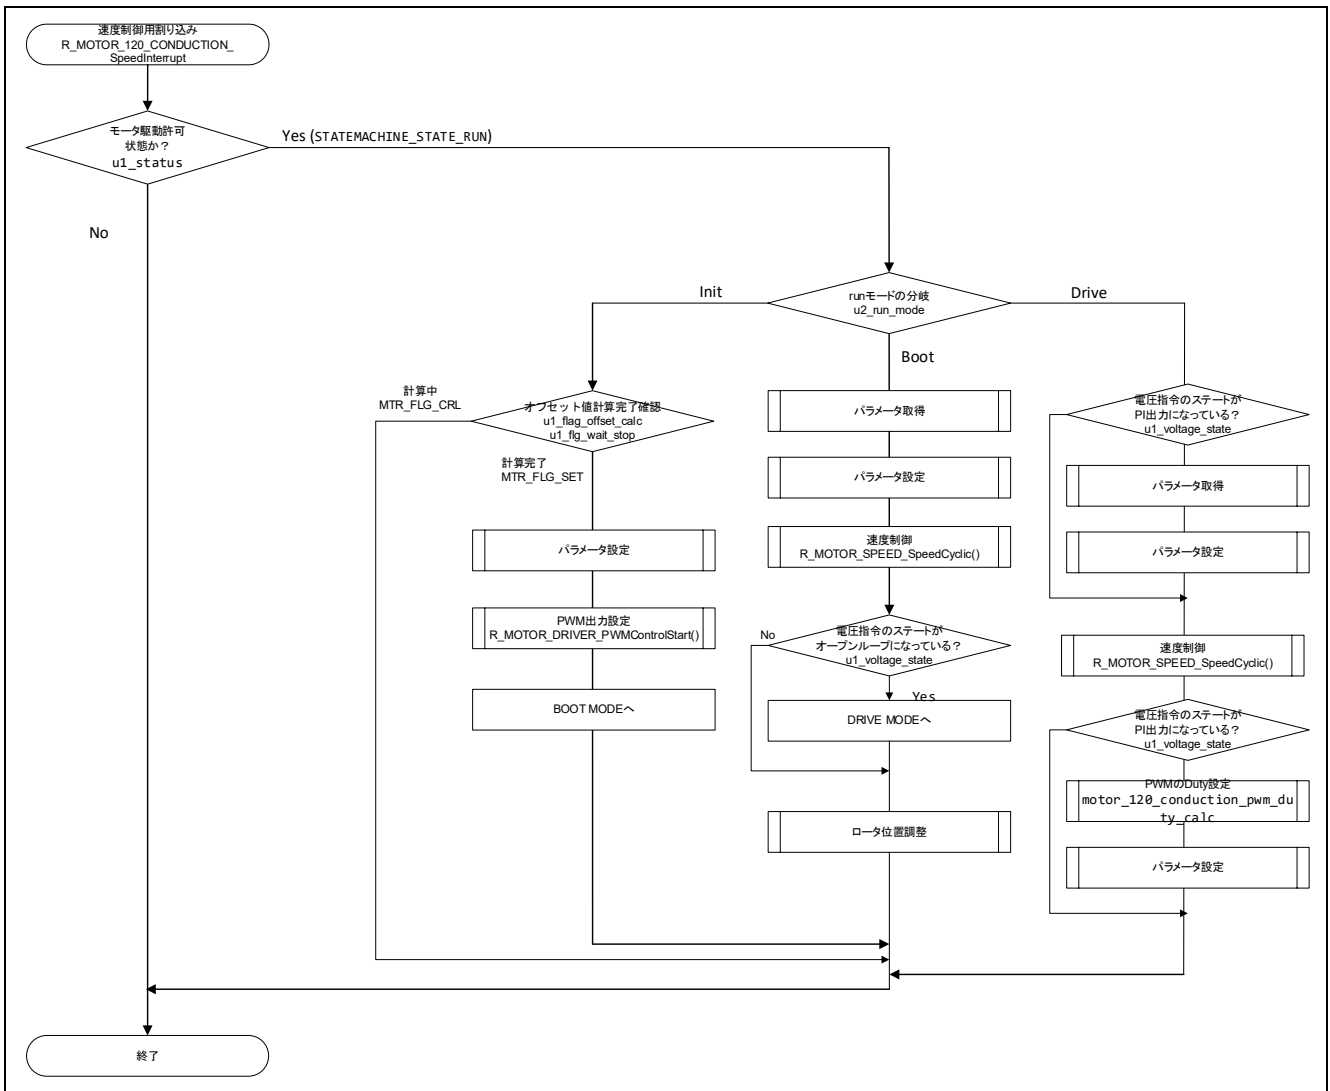 速度制御用割り込み
R_MOTOR_120_CONDUCTION_
SpeedInterrupt
モータ駆動許可
状態か？
u1_status
Yes (STATEMACHINE_STATE_RUN)
No
runモードの分岐
u2_run_mode
Init
Drive
Boot
計算中
MTR_FLG_CRL
オフセット値計算完了確認
u1_flag_offset_calc
u1_flg_wait_stop
計算完了
MTR_FLG_SET
パラメータ設定
PWM出力設定
R_MOTOR_DRIVER_PWMControlStart()
BOOT MODEへ
パラメータ取得
パラメータ設定
速度制御
R_MOTOR_SPEED_SpeedCyclic()
No
電圧指令のステートが
オープンループになっている？
u1_voltage_state
Yes
DRIVE MODEへ
ロータ位置調整
電圧指令のステートが
PI出力になっている？
u1_voltage_state
パラメータ取得
パラメータ設定
速度制御
R_MOTOR_SPEED_SpeedCyclic()
電圧指令のステートが
PI出力になっている？
u1_voltage_state
PWMのDuty設定
motor_120_conduction_pwm_du
ty_calc
パラメータ設定
終了